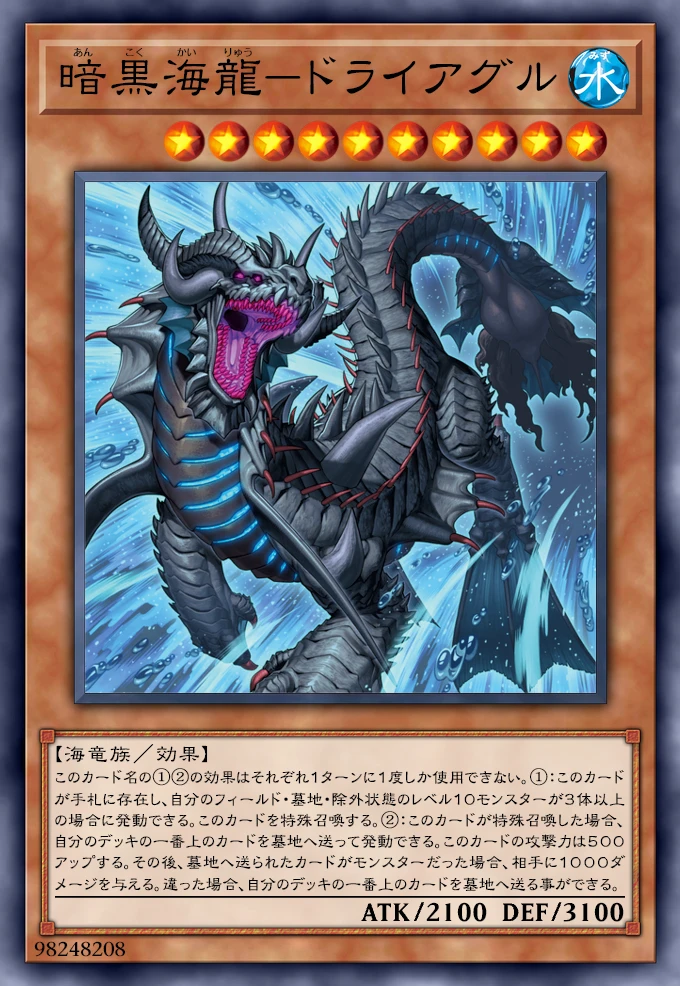 あん こく かい りゅう
暗黒海龍－ドライアグル
みず
水
【海竜族／効果】
このカード名の①②の効果はそれぞれ1ターンに1度しか使用できない。①：このカード
が手札に存在し、自分のフィールド・墓地・除外状態のレベル10モンスターが3体以上
の場合に発動できる。このカードを特殊召喚する。②：このカードが特殊召喚した場合、
自分のデッキの一番上のカードを墓地へ送って発動できる。このカードの攻撃力は500
アップする。その後、墓地へ送られたカードがモンスターだった場合、相手に1000ダ
メージを与える。違った場合、自分のデッキの一番上のカードを墓地へ送る事ができる。
ATK/2100 DEF/3100
98248208